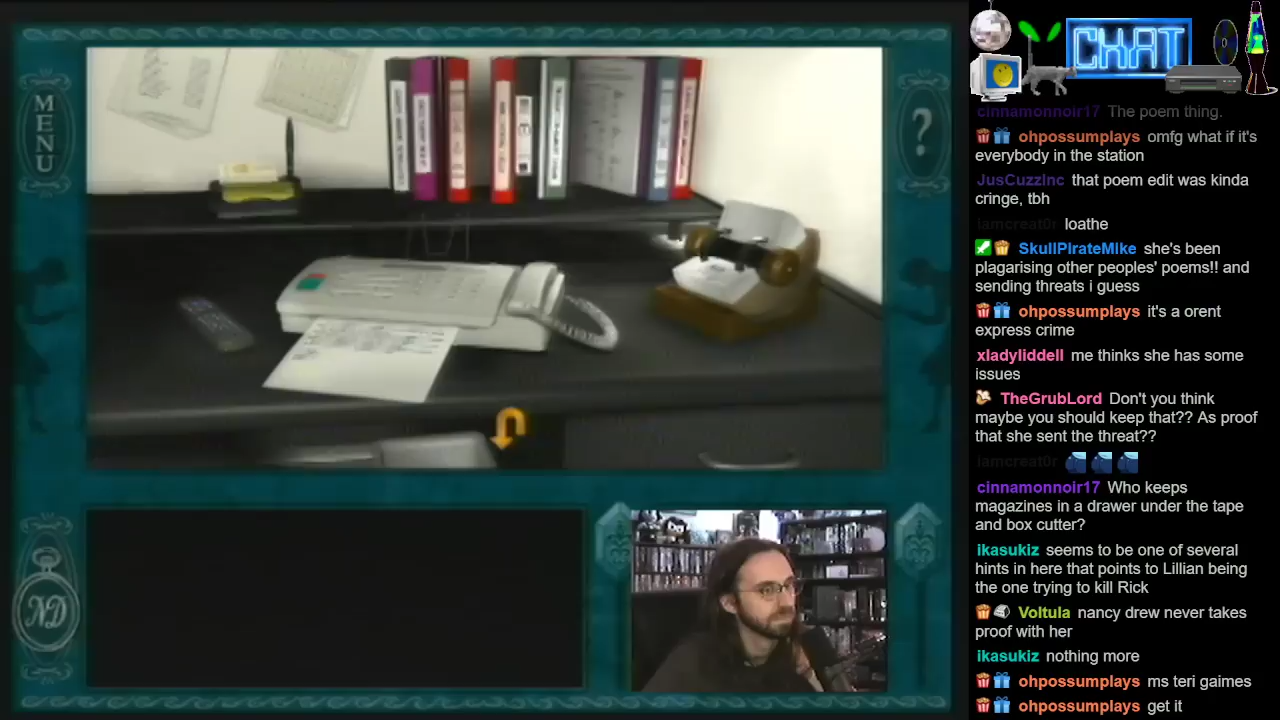 MENU
?
ND
CHAT
cinnamonnoir17 The poem thing.
ohpossumplays omfg what if it's
everybody in the station
JusCuzzInc that poem edit was kinda
cringe, tbh
iamcreat0r loathe
SkullPIrateMike she's been
plagarising other peoples' poems!! and
sending threats i guess
ohpossumplays it's a orent
express crime
xladyliddell me thinks she has some
issues
TheGrubLord Don't you think
maybe you should keep that?? As proof
that she sent the threat??
iamcreat0r
cinnamonnoir17 Who keeps
magazines in a drawer under the tape
and box cutter?
ikasukiz seems to be one of several
hints in here that points to Lillian being
the one trying to kill Rick
Voltula nancy drew never takes
proof with her
ikasukiz nothing more
ohpossumplays ms teri gaimes
ohpossumplays get it